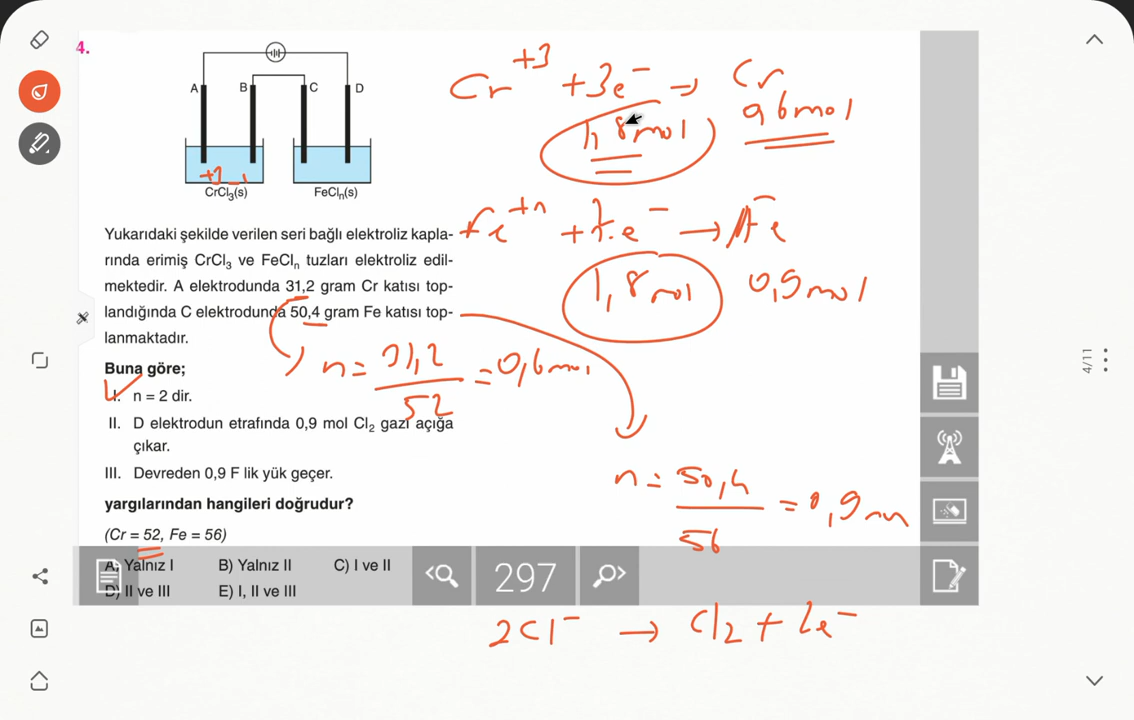 4.
A B C D
+3 -1
CrCl3(s) FeCln(s)
Yukarıdaki şekilde verilen seri bağlı elektroliz kapla-
rında erimiş CrCl3 ve FeCln tuzları elektroliz edil-
mektedir. A elektrodunda 31,2 gram Cr katısı top-
landığında C elektrodunda 50,4 gram Fe katısı top-
lanmaktadır.
Buna göre;
I. n = 2 dir.
II. D elektrodun etrafında 0,9 mol Cl2 gazı açığa
çıkar.
III. Devreden 0,9 F lik yük geçer.
yargılarından hangileri doğrudur?
(Cr = 52, Fe = 56)
A) Yalnız I B) Yalnız II C) I ve II
D) II ve III E) I, II ve III
297
4/11
Cr+3 + 3e- → Cr
1,8 mol 0,6 mol
Fe+n + n.e- → Fe
1,8 mol 0,9 mol
n = 31,2 / 52 = 0,6 mol
n = 50,4 / 56 = 0,9 m
2Cl- → Cl2 + 2e-